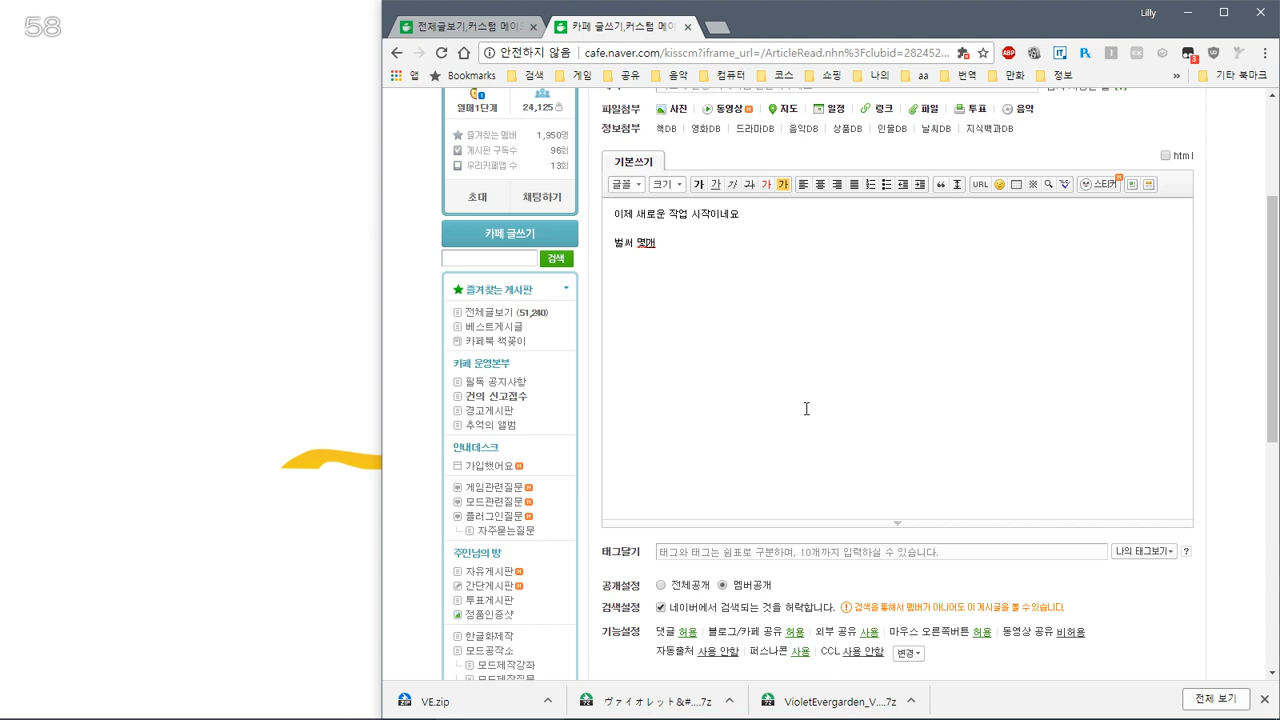 58
Lilly
전체글보기,커스텀 메이
카페 글쓰기,커스텀 메이
안전하지 않음
cafe.naver.com/kisscm?iframe_url=/ArticleRead.nhn%3Fclubid=282452...
앱
Bookmarks
검색
게임
공유
음악
컴퓨터
코스
쇼핑
나의
aa
번역
만화
정보
»
기타 북마크
열매1단계
24,125
즐겨찾는 멤버 1,950명
게시판 구독수 96회
우리카페앱 수 13회
초대
채팅하기
카페 글쓰기
검색
즐겨찾는 게시판
전체글보기 (51,240)
베스트게시글
카페북 책꽂이
카페 운영본부
필독 공지사항
건의 신고접수
경고게시판
추억의 앨범
안내데스크
가입했어요
게임관련질문
모드관련질문
플러그인질문
자주묻는질문
주민님의 방
자유게시판
간단게시판
투표게시판
정품인증샷
한글화제작
모드공작소
모드제작강좌
모드제작질문
파일첨부 사진 동영상 지도 일정 링크 파일 투표 음악
정보첨부 책DB 영화DB 드라마DB 음악DB 상품DB 인물DB 날씨DB 지식백과DB
기본쓰기
html
글꼴 크기 가 가 가 가 가 가 URL 스티커
이제 새로운 작업 시작이네요
벌써 몇개
태그달기 태그와 태그는 쉼표로 구분하며, 10개까지 입력하실 수 있습니다. 나의 태그보기 ?
공개설정 전체공개 멤버공개
검색설정 네이버에서 검색되는 것을 허락합니다. 검색을 통해서 멤버가 아니어도 이 게시글을 볼 수 있습니다.
기능설정 댓글 허용 블로그/카페 공유 허용 외부 공유 사용 마우스 오른쪽버튼 허용 동영상 공유 비허용
자동출처 사용 안함 퍼스나콘 사용 CCL 사용 안함 변경
VE.zip
ヴァイオレット&#....7z
VioletEvergarden_V....7z
전체 보기